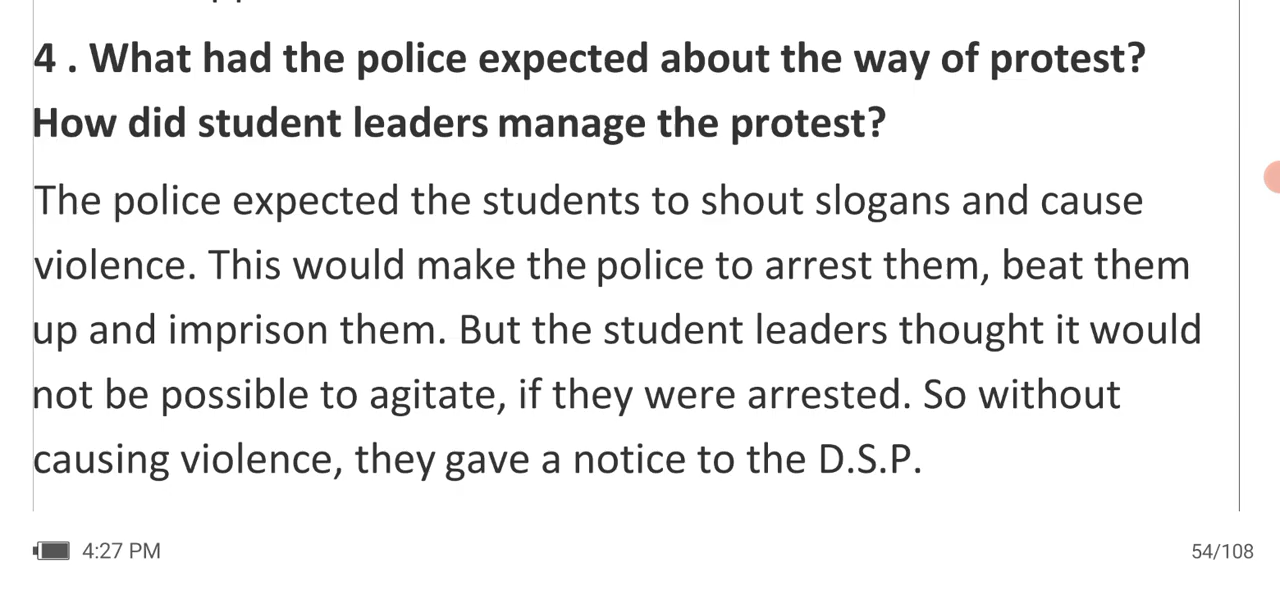 4 . What had the police expected about the way of protest?
How did student leaders manage the protest?
The police expected the students to shout slogans and cause
violence. This would make the police to arrest them, beat them
up and imprison them. But the student leaders thought it would
not be possible to agitate, if they were arrested. So without
causing violence, they gave a notice to the D.S.P.
4:27 PM
54/108